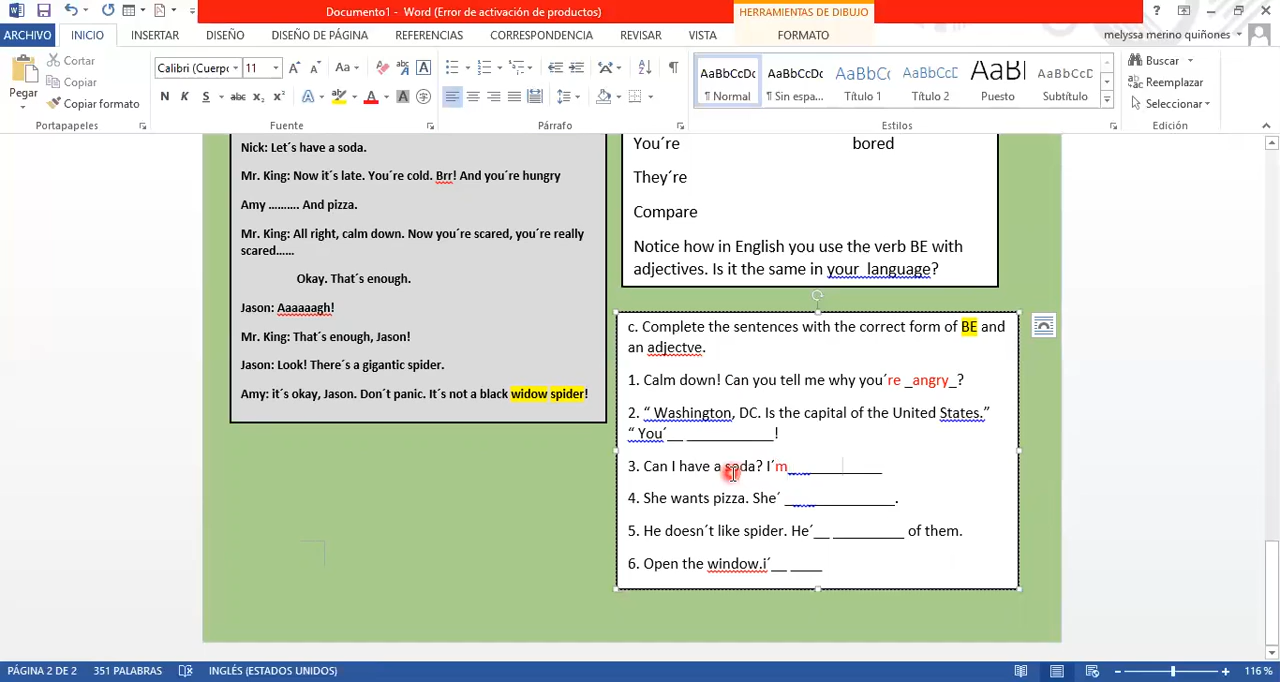 Documento1 - Word (Error de activación de productos)
HERRAMIENTAS DE DIBUJO
ARCHIVO INICIO INSERTAR DISEÑO DISEÑO DE PÁGINA REFERENCIAS CORRESPONDENCIA REVISAR VISTA FORMATO melyssa merino quiñones
Pegar
Cortar
Copiar
Copiar formato
Portapapeles
Calibri (Cuerpo 11
N K S abc x₂ x²
Fuente
Párrafo
AaBbCcDc AaBbCcDc AaBbCc AaBbCcD AaBl AaBbCcD
¶ Normal ¶ Sin espa... Título 1 Título 2 Puesto Subtítulo
Estilos
Buscar
Reemplazar
Seleccionar
Edición
Nick: Let´s have a soda.
Mr. King: Now it´s late. You´re cold. Brr! And you´re hungry
Amy .......... And pizza.
Mr. King: All right, calm down. Now you´re scared, you´re really
scared......
Okay. That´s enough.
Jason: Aaaaaagh!
Mr. King: That´s enough, Jason!
Jason: Look! There´s a gigantic spider.
Amy: it´s okay, Jason. Don´t panic. It´s not a black widow spider!
You´re bored
They´re
Compare
Notice how in English you use the verb BE with
adjectives. Is it the same in your language?
c. Complete the sentences with the correct form of BE and
an adjectve.
1. Calm down! Can you tell me why you´re _angry_?
2. “ Washington, DC. Is the capital of the United States.”
“ You´__ ____________!
3. Can I have a soda? I´m_____________
4. She wants pizza. She´ ______________.
5. He doesn´t like spider. He´__ _________ of them.
6. Open the window.i´__ ____
PÁGINA 2 DE 2 351 PALABRAS INGLÉS (ESTADOS UNIDOS) 116 %